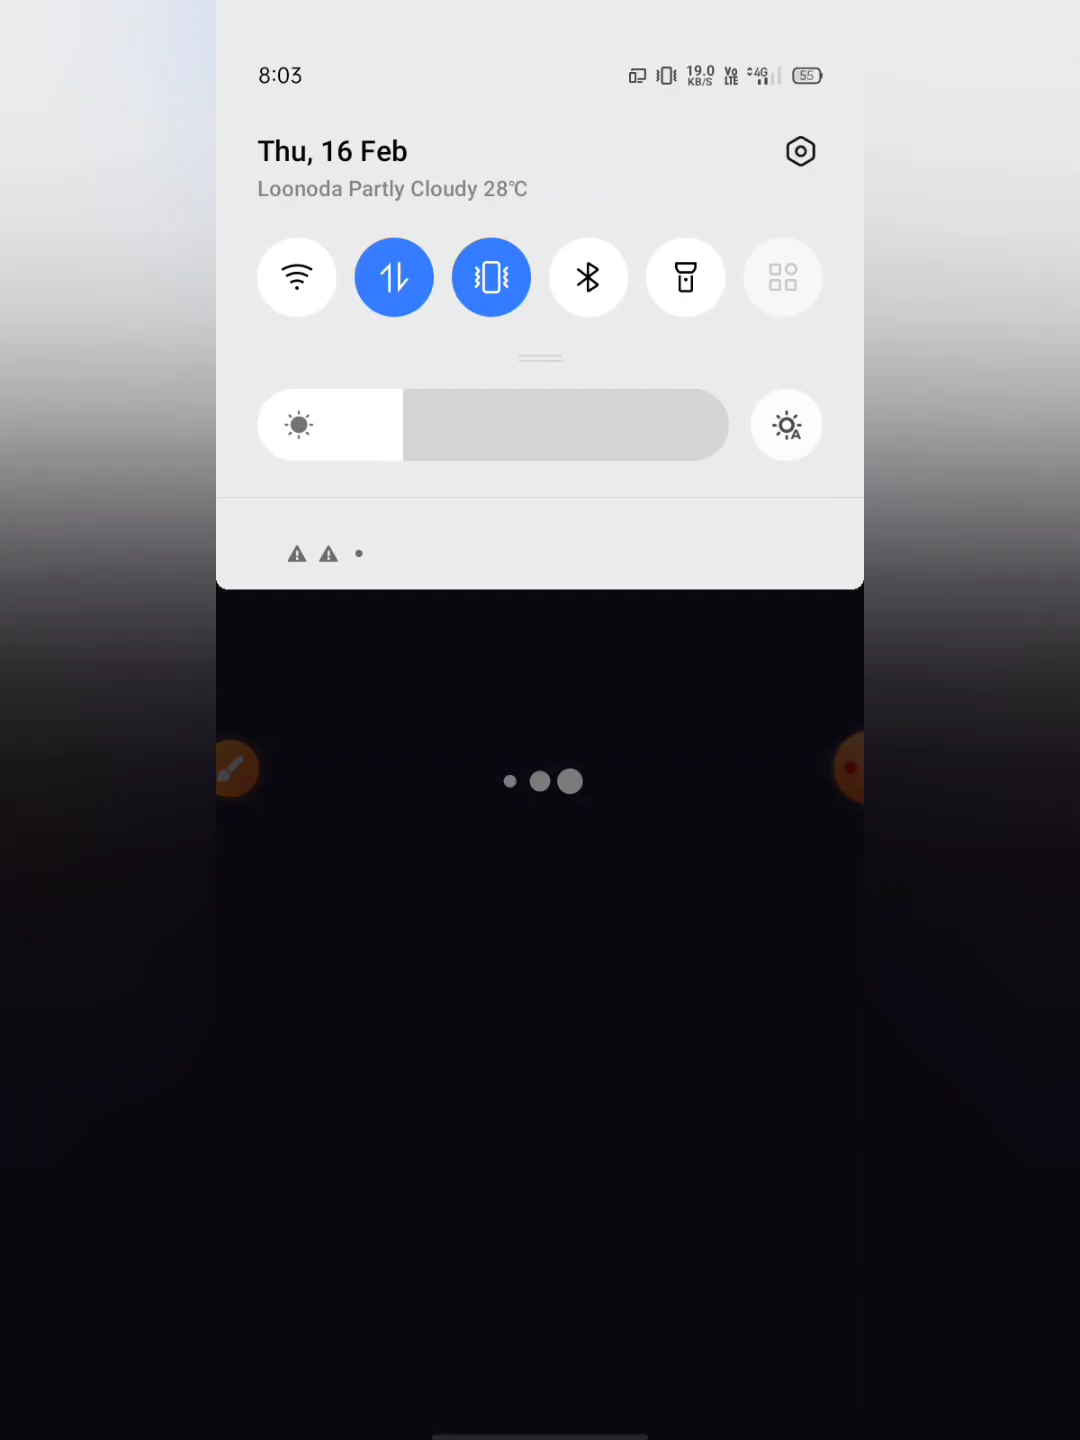 8:03
19.0
KB/S
Vo
LTE
4G
55
Thu, 16 Feb
Loonoda Partly Cloudy 28℃
A